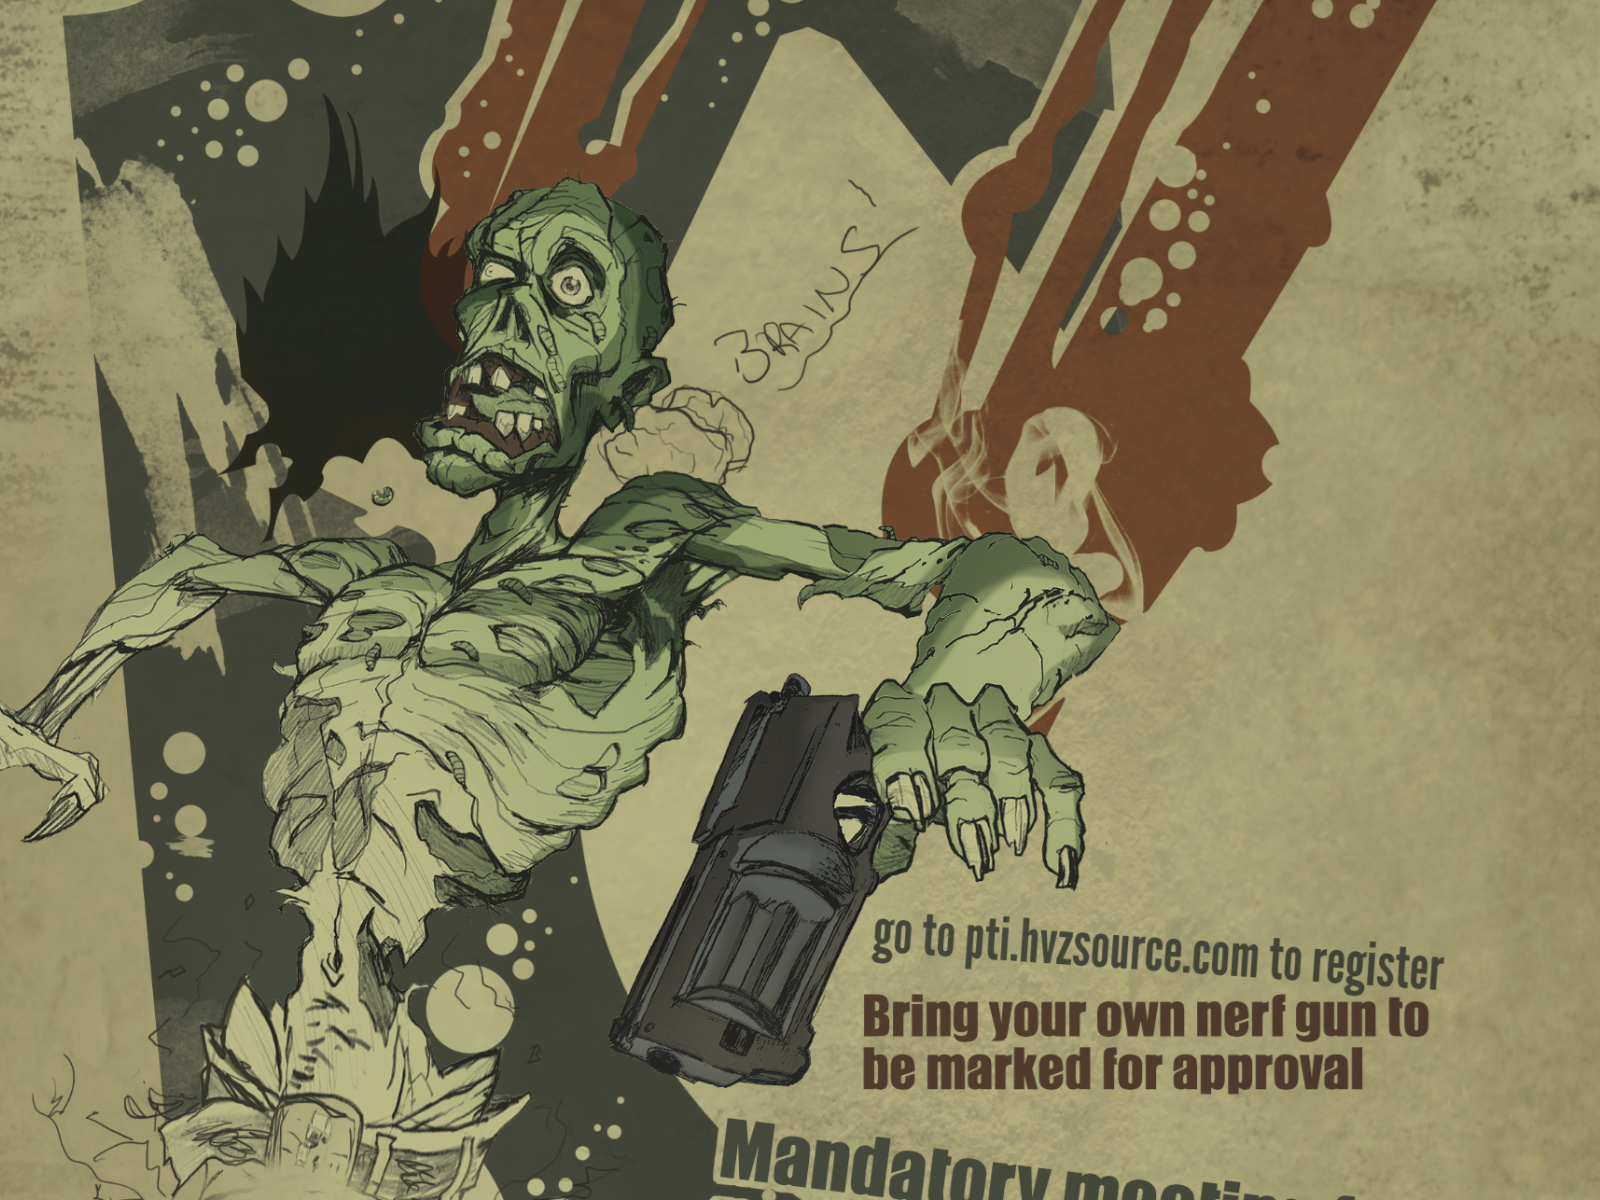 BRAINS!
go to pti.hvzsource.com to register
Bring your own nerf gun to
be marked for approval
Mandatory meeting